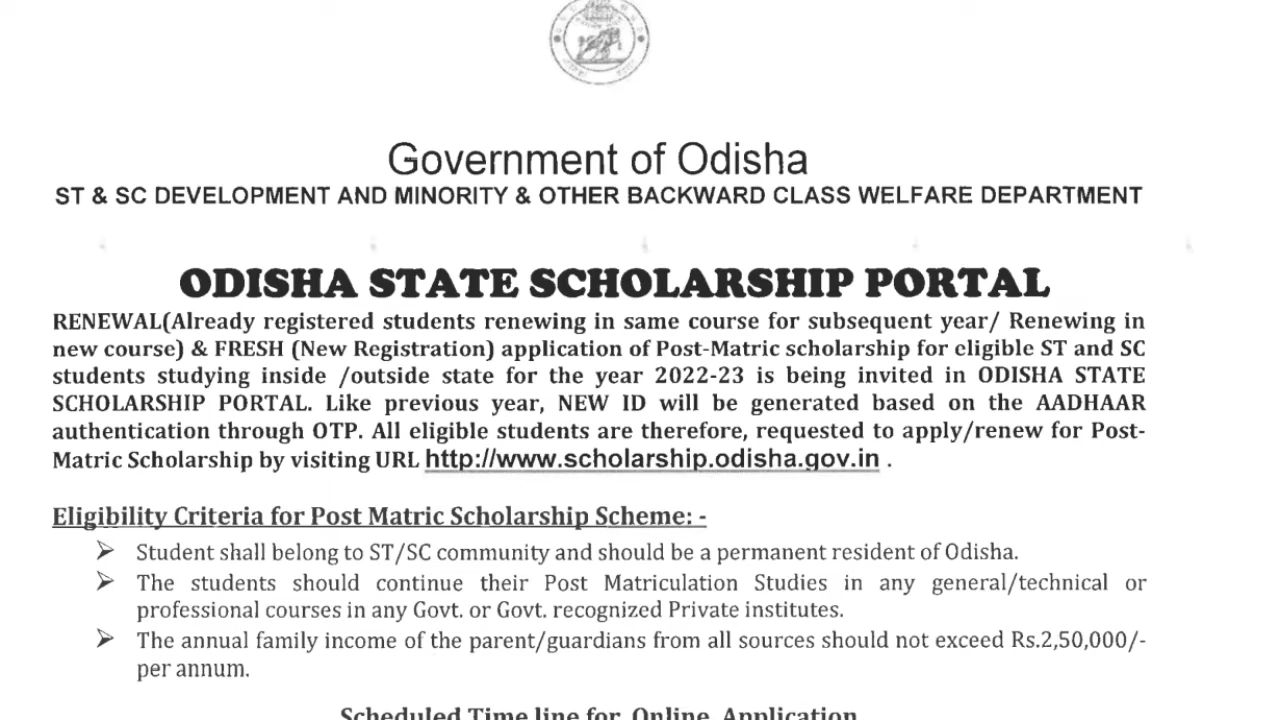 Government of Odisha
ST & SC DEVELOPMENT AND MINORITY & OTHER BACKWARD CLASS WELFARE DEPARTMENT
ODISHA STATE SCHOLARSHIP PORTAL
RENEWAL(Already registered students renewing in same course for subsequent year/ Renewing in
new course) & FRESH (New Registration) application of Post-Matric scholarship for eligible ST and SC
students studying inside /outside state for the year 2022-23 is being invited in ODISHA STATE
SCHOLARSHIP PORTAL. Like previous year, NEW ID will be generated based on the AADHAAR
authentication through OTP. All eligible students are therefore, requested to apply/renew for Post-
Matric Scholarship by visiting URL http://www.scholarship.odisha.gov.in .
Eligibility Criteria for Post Matric Scholarship Scheme: -
➢ Student shall belong to ST/SC community and should be a permanent resident of Odisha.
➢ The students should continue their Post Matriculation Studies in any general/technical or
professional courses in any Govt. or Govt. recognized Private institutes.
➢ The annual family income of the parent/guardians from all sources should not exceed Rs.2,50,000/-
per annum.
Scheduled Time line for Online Application